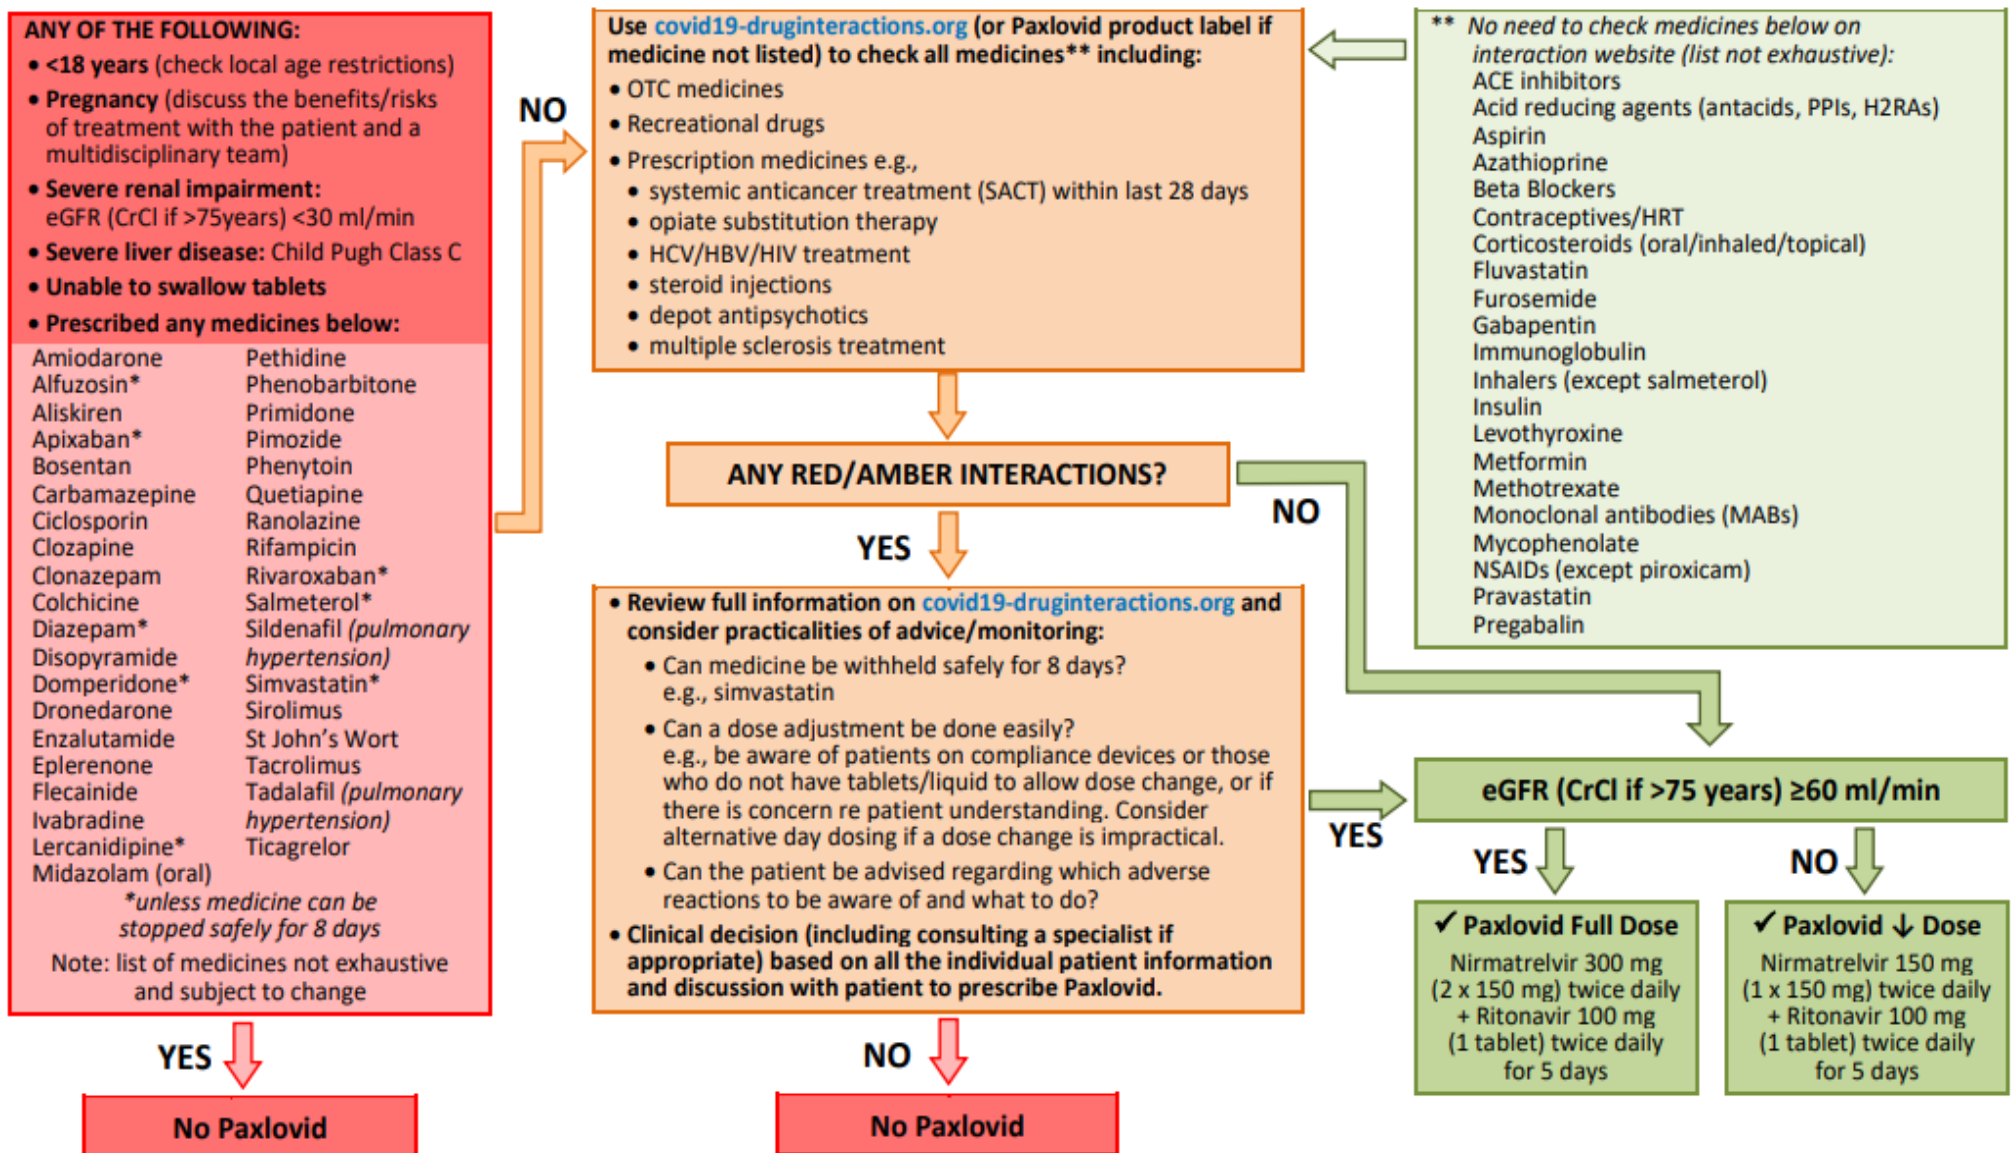 ANY OF THE FOLLOWING:
• <18 years (check local age restrictions)
• Pregnancy (discuss the benefits/risks
of treatment with the patient and a
multidisciplinary team)
• Severe renal impairment:
eGFR (CrCl if >75years) <30 ml/min
• Severe liver disease: Child Pugh Class C
• Unable to swallow tablets
• Prescribed any medicines below:
Amiodarone
Alfuzosin*
Aliskiren
Apixaban*
Bosentan
Carbamazepine
Ciclosporin
Clozapine
Clonazepam
Colchicine
Diazepam*
Disopyramide
Domperidone*
Dronedarone
Enzalutamide
Eplerenone
Flecainide
Ivabradine
Lercanidipine*
Midazolam (oral)
Pethidine
Phenobarbitone
Primidone
Pimozide
Phenytoin
Quetiapine
Ranolazine
Rifampicin
Rivaroxaban*
Salmeterol*
Sildenafil (pulmonary
hypertension)
Simvastatin*
Sirolimus
St John’s Wort
Tacrolimus
Tadalafil (pulmonary
hypertension)
Ticagrelor
*unless medicine can be
stopped safely for 8 days
Note: list of medicines not exhaustive
and subject to change
YES
No Paxlovid
NO
Use covid19-druginteractions.org (or Paxlovid product label if
medicine not listed) to check all medicines** including:
• OTC medicines
• Recreational drugs
• Prescription medicines e.g.,
• systemic anticancer treatment (SACT) within last 28 days
• opiate substitution therapy
• HCV/HBV/HIV treatment
• steroid injections
• depot antipsychotics
• multiple sclerosis treatment
ANY RED/AMBER INTERACTIONS?
YES
NO
• Review full information on covid19-druginteractions.org and
consider practicalities of advice/monitoring:
• Can medicine be withheld safely for 8 days?
e.g., simvastatin
• Can a dose adjustment be done easily?
e.g., be aware of patients on compliance devices or those
who do not have tablets/liquid to allow dose change, or if
there is concern re patient understanding. Consider
alternative day dosing if a dose change is impractical.
• Can the patient be advised regarding which adverse
reactions to be aware of and what to do?
• Clinical decision (including consulting a specialist if
appropriate) based on all the individual patient information
and discussion with patient to prescribe Paxlovid.
NO
No Paxlovid
YES
** No need to check medicines below on
interaction website (list not exhaustive):
ACE inhibitors
Acid reducing agents (antacids, PPIs, H2RAs)
Aspirin
Azathioprine
Beta Blockers
Contraceptives/HRT
Corticosteroids (oral/inhaled/topical)
Fluvastatin
Furosemide
Gabapentin
Immunoglobulin
Inhalers (except salmeterol)
Insulin
Levothyroxine
Metformin
Methotrexate
Monoclonal antibodies (MABs)
Mycophenolate
NSAIDs (except piroxicam)
Pravastatin
Pregabalin
eGFR (CrCl if >75 years) ≥60 ml/min
YES
NO
✓ Paxlovid Full Dose
Nirmatrelvir 300 mg
(2 x 150 mg) twice daily
+ Ritonavir 100 mg
(1 tablet) twice daily
for 5 days
✓ Paxlovid ↓ Dose
Nirmatrelvir 150 mg
(1 x 150 mg) twice daily
+ Ritonavir 100 mg
(1 tablet) twice daily
for 5 days